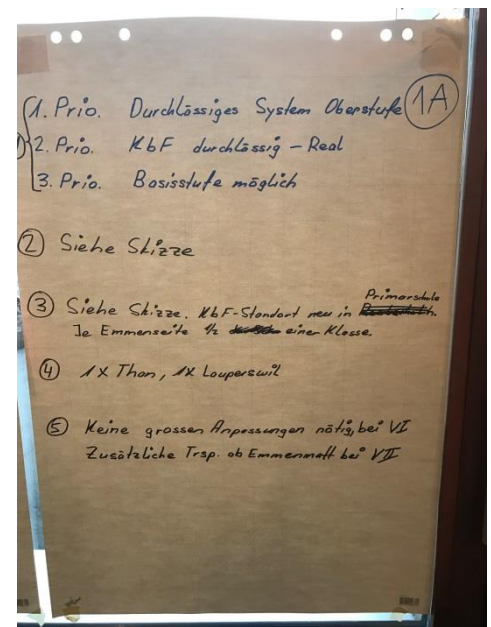 1A
1. Prio. Durchlässiges System Oberstufe
2. Prio. KbF durchlässig – Real
3. Prio. Basisstufe möglich
② Siehe Skizze
Primarschule
③ Siehe Skizze. KbF-Standort neu in
Je Emmenseite ½ einer Klasse.
④ 1x Than, 1x Lauperswil
⑤ Keine grossen Anpassungen nötig, bei VI
Zusätzliche Trsp. ab Emmenmatt bei VII